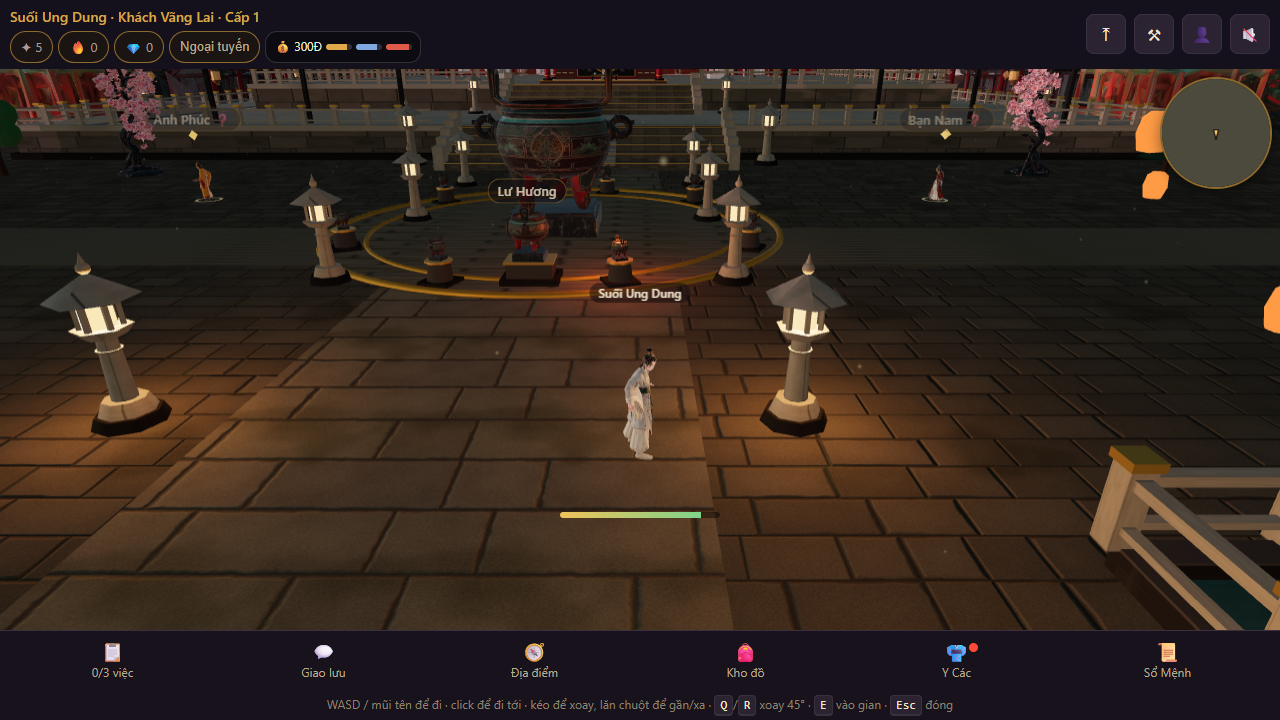 Suối Ung Dung · Khách Vãng Lai · Cấp 1
5
0
0
Ngoại tuyến
300Đ
Anh Phúc ?
Bạn Nam ?
Lư Hương
Suối Ung Dung
0/3 việc
Giao lưu
Địa điểm
Kho đồ
Y Các
Sổ Mệnh
WASD / mũi tên để đi · click để đi tới · kéo để xoay, lăn chuột để gần/xa · Q / R xoay 45° · E vào gian · Esc đóng